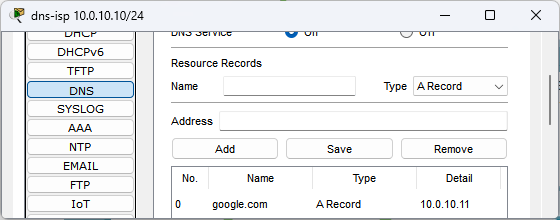 dns-isp 10.0.10.10/24
DHCP
DHCPv6
TFTP
DNS
SYSLOG
AAA
NTP
EMAIL
FTP
IoT
DNS Service On Off
Resource Records
Name Type A Record
Address
Add Save Remove
No. Name Type Detail
0 google.com A Record 10.0.10.11